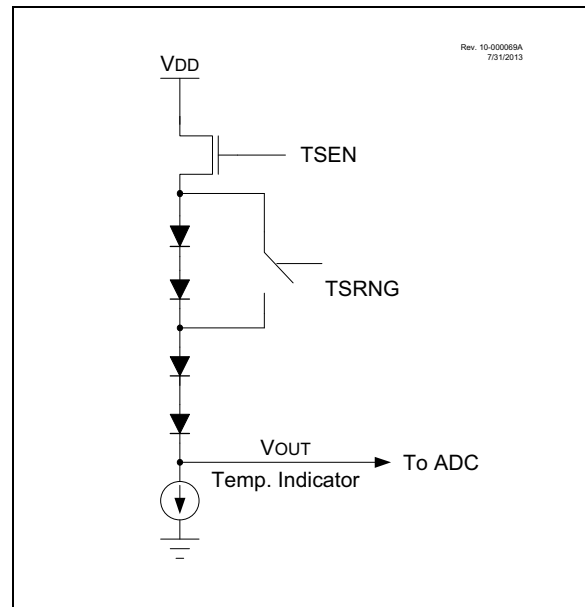 Rev. 10-000069A
7/31/2013
VDD
TSEN
TSRNG
VOUT
To ADC
Temp. Indicator